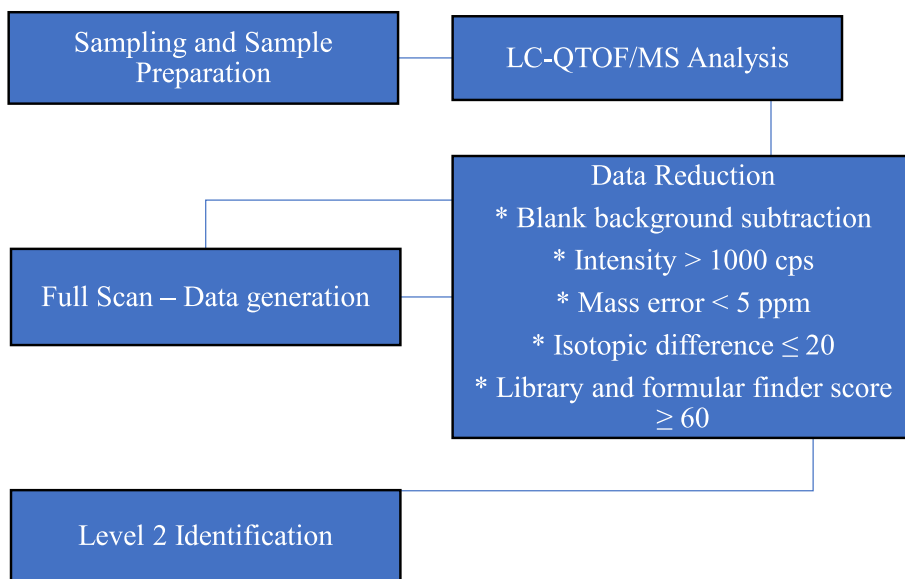 Sampling and Sample
Preparation
LC-QTOF/MS Analysis
Data Reduction
* Blank background subtraction
* Intensity > 1000 cps
* Mass error < 5 ppm
* Isotopic difference ≤ 20
* Library and formular finder score
≥ 60
Full Scan – Data generation
Level 2 Identification